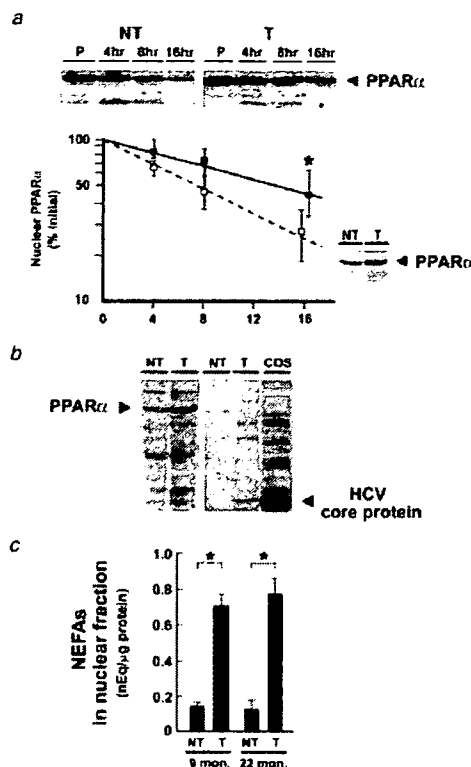 a
NT T
P 4hr 8hr 16hr P 4hr 8hr 16hr
PPARα
Nuclear PPARα
(% initial)
100
50
10
0 4 8 12 16
*
NT T
PPARα
b
NT T NT T COS
PPARα
HCV
core protein
c
NEFAs
in nuclear fraction
(nEq/µg protein)
1.0
0.8
0.6
0.4
0.2
0
* *
NT T NT T
9 mon. 22 mon.